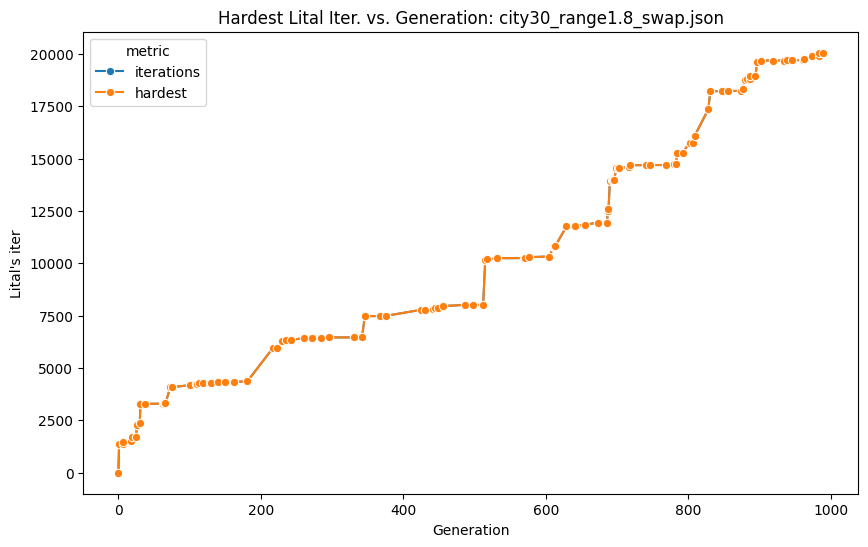 Hardest Lital Iter. vs. Generation: city30_range1.8_swap.json
metric
iterations
hardest
20000
17500
15000
12500
10000
7500
5000
2500
0
Lital's iter
0 200 400 600 800 1000
Generation